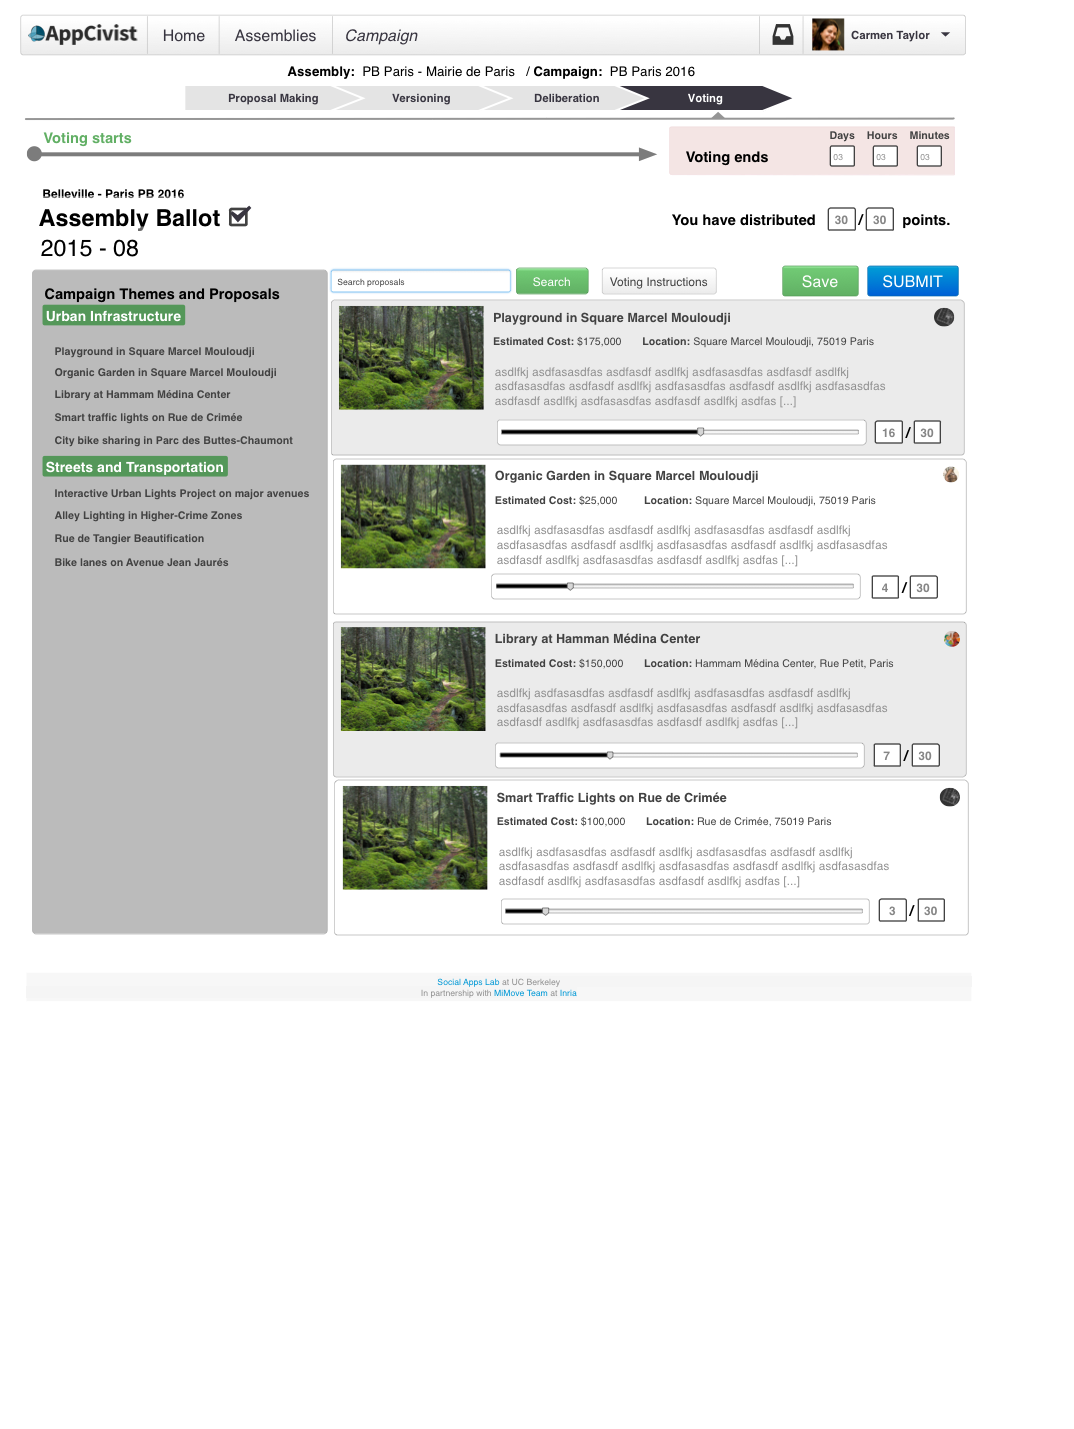 AppCivist Home Assemblies Campaign Carmen Taylor
Assembly: PB Paris - Mairie de Paris / Campaign: PB Paris 2016
Proposal Making Versioning Deliberation Voting
Voting starts
Days Hours Minutes
Voting ends 03 03 03
Belleville - Paris PB 2016
Assembly Ballot
2015 - 08
You have distributed 30 / 30 points.
Campaign Themes and Proposals
Urban Infrastructure
Playground in Square Marcel Mouloudji
Organic Garden in Square Marcel Mouloudji
Library at Hammam Médina Center
Smart traffic lights on Rue de Crimée
City bike sharing in Parc des Buttes-Chaumont
Streets and Transportation
Interactive Urban Lights Project on major avenues
Alley Lighting in Higher-Crime Zones
Rue de Tangier Beautification
Bike lanes on Avenue Jean Jaurés
Search proposals Search Voting Instructions Save SUBMIT
Playground in Square Marcel Mouloudji
Estimated Cost: $175,000 Location: Square Marcel Mouloudji, 75019 Paris
asdlfkj asdfasasdfas asdfasdf asdlfkj asdfasasdfas asdfasdf asdlfkj
asdfasasdfas asdfasdf asdlfkj asdfasasdfas asdfasdf asdlfkj asdfasasdfas
asdfasdf asdlfkj asdfasasdfas asdfasdf asdlfkj asdfas [...]
16 / 30
Organic Garden in Square Marcel Mouloudji
Estimated Cost: $25,000 Location: Square Marcel Mouloudji, 75019 Paris
asdlfkj asdfasasdfas asdfasdf asdlfkj asdfasasdfas asdfasdf asdlfkj
asdfasasdfas asdfasdf asdlfkj asdfasasdfas asdfasdf asdlfkj asdfasasdfas
asdfasdf asdlfkj asdfasasdfas asdfasdf asdlfkj asdfas [...]
4 / 30
Library at Hamman Médina Center
Estimated Cost: $150,000 Location: Hammam Médina Center, Rue Petit, Paris
asdlfkj asdfasasdfas asdfasdf asdlfkj asdfasasdfas asdfasdf asdlfkj
asdfasasdfas asdfasdf asdlfkj asdfasasdfas asdfasdf asdlfkj asdfasasdfas
asdfasdf asdlfkj asdfasasdfas asdfasdf asdlfkj asdfas [...]
7 / 30
Smart Traffic Lights on Rue de Crimée
Estimated Cost: $100,000 Location: Rue de Crimée, 75019 Paris
asdlfkj asdfasasdfas asdfasdf asdlfkj asdfasasdfas asdfasdf asdlfkj
asdfasasdfas asdfasdf asdlfkj asdfasasdfas asdfasdf asdlfkj asdfasasdfas
asdfasdf asdlfkj asdfasasdfas asdfasdf asdlfkj asdfas [...]
3 / 30
Social Apps Lab at UC Berkeley
In partnership with MiMove Team at Inria